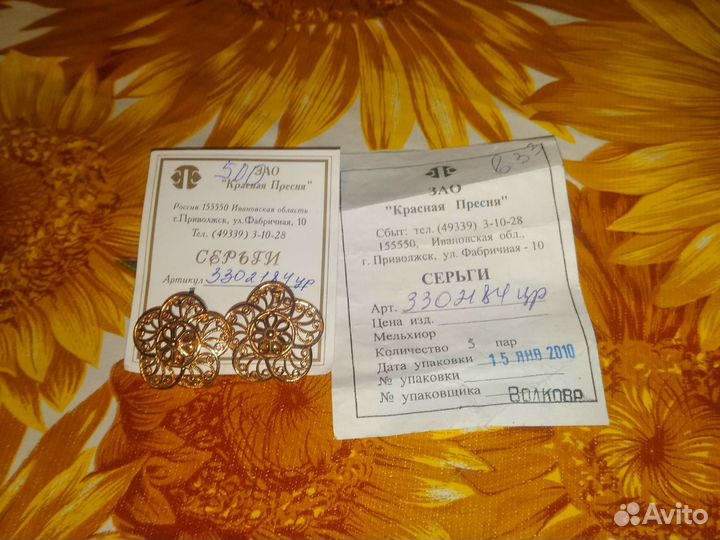 ЗАО
"Красная Пресня"
Россия 155550 Ивановская область
г.Приволжск, ул.Фабричная, 10
Тел. (49339) 3-10-28
СЕРЬГИ
Артикул 3302184 цр
633
ЗАО
"Красная Пресня"
Сбыт: тел. (49339) 3-10-28
155550, Ивановская обл.,
г. Приволжск, ул. Фабричная - 10
СЕРЬГИ
Арт. 3302184 цр
Цена изд.
Мельхиор
Количество 5 пар
Дата упаковки 15 ЯНВ 2010
№ упаковки
№ упаковщика ВОЛКОВА
Avito